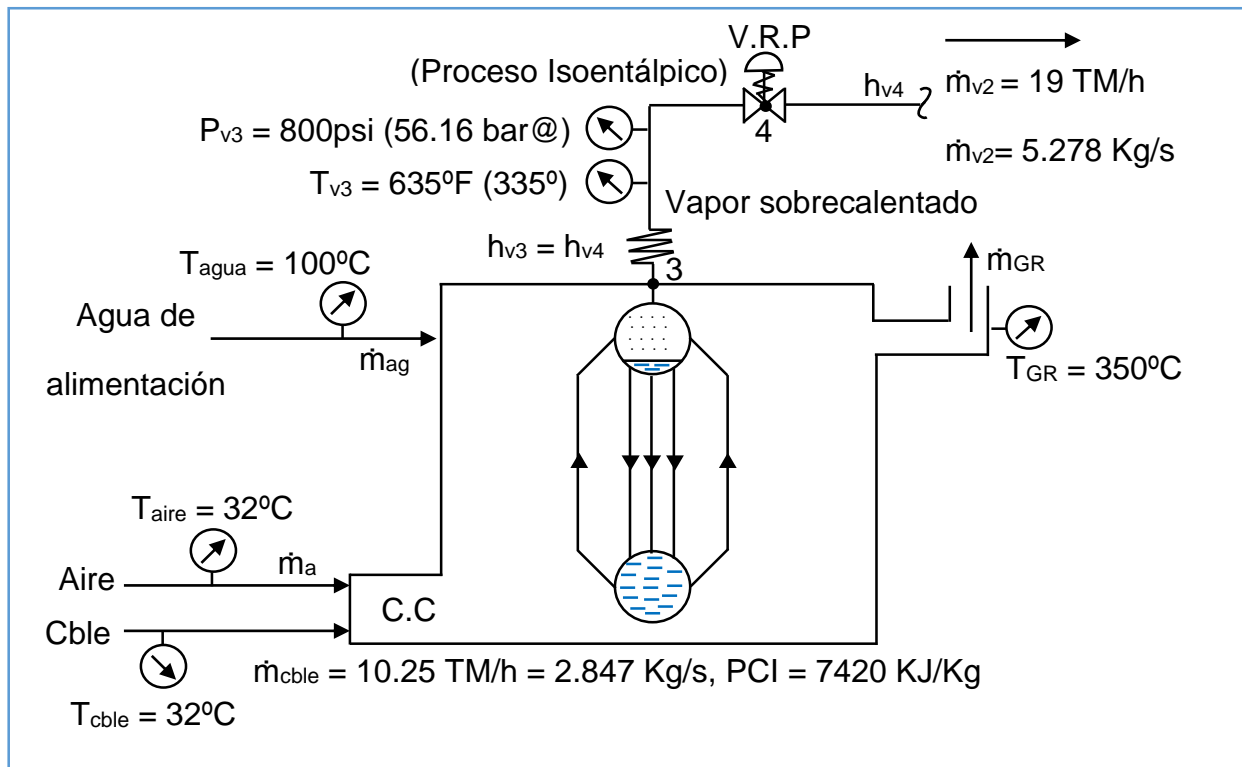 V.R.P
(Proceso Isoentálpico)
hv4
ṁv2 = 19 TM/h
4
Pv3 = 800psi (56.16 bar@)
ṁv2= 5.278 Kg/s
Tv3 = 635ºF (335º)
Vapor sobrecalentado
hv3 = hv4
3
Tagua = 100ºC
ṁGR
Agua de
ṁag
alimentación
TGR = 350ºC
Taire = 32ºC
Aire
ṁa
C.C
Cble
ṁcble = 10.25 TM/h = 2.847 Kg/s, PCI = 7420 KJ/Kg
Tcble = 32ºC